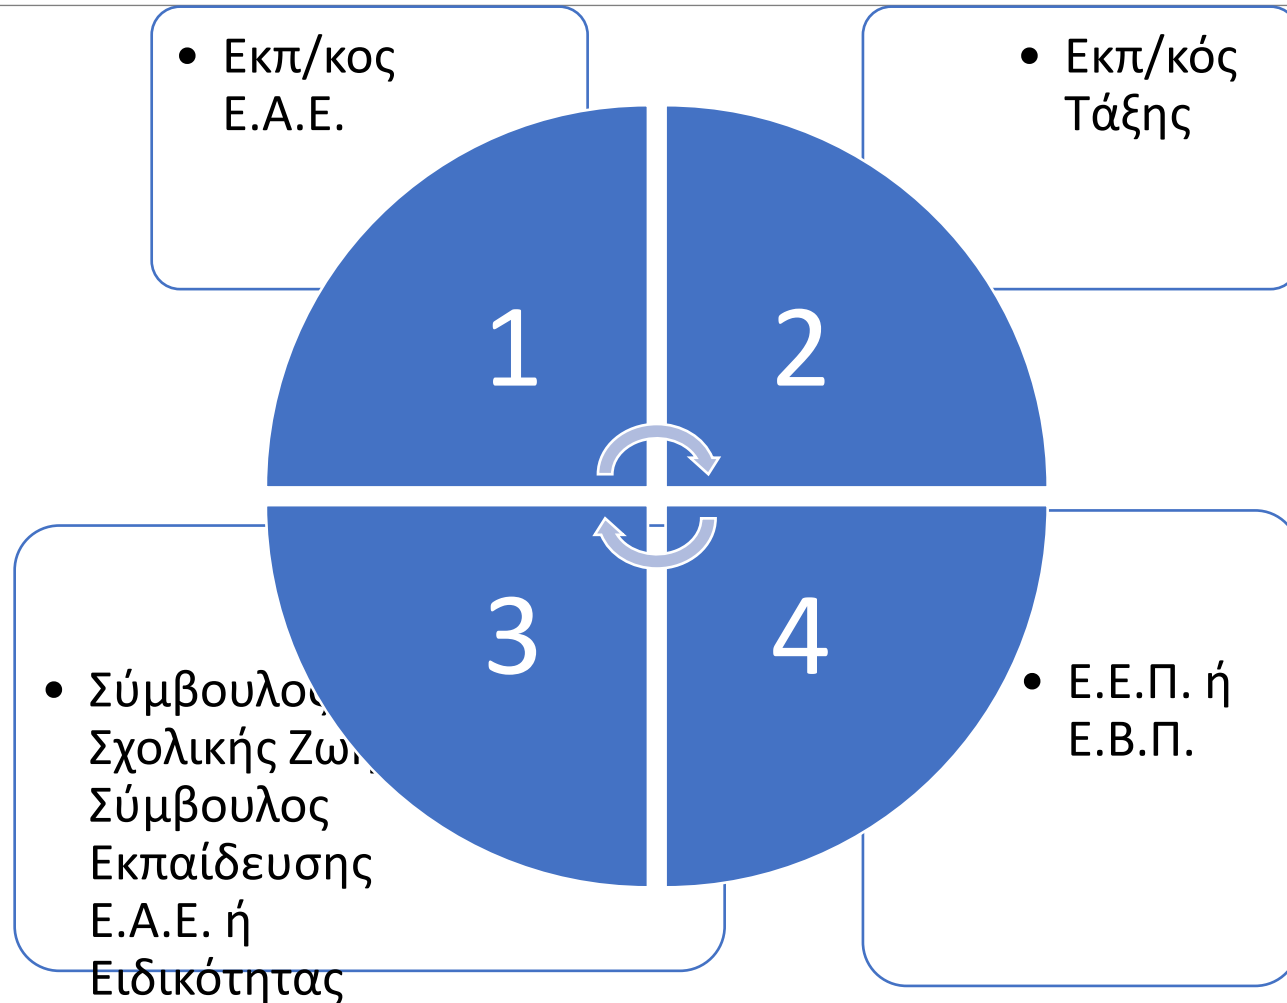 • Εκπ/κος
Ε.Α.Ε.
• Εκπ/κός
Τάξης
1
2
3
4
• Σύμβουλος
Σχολικής
Σύμβουλος
Εκπαίδευσης
Ε.Α.Ε. ή
Ειδικότητας
• Ε.Ε.Π. ή
Ε.Β.Π.